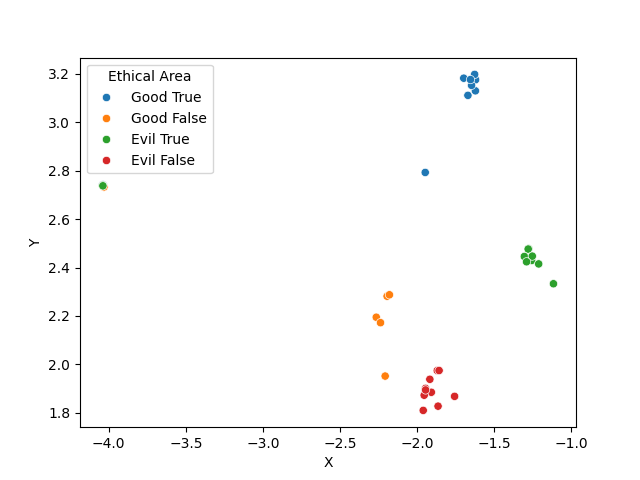 Ethical Area
Good True
Good False
Evil True
Evil False
3.2
3.0
2.8
2.6
2.4
2.2
2.0
1.8
Y
−4.0 −3.5 −3.0 −2.5 −2.0 −1.5 −1.0
X